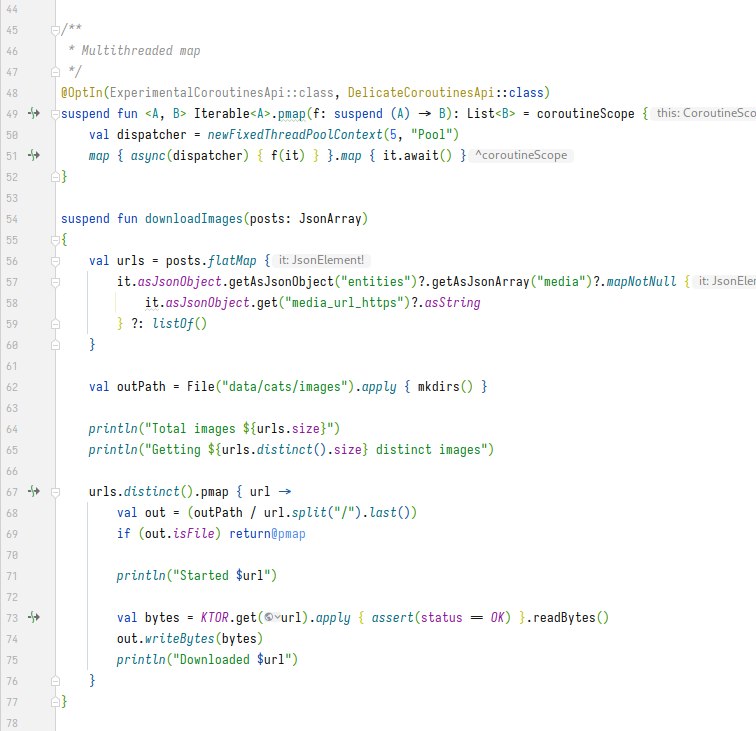 44
45 /**
46  * Multithreaded map
47  */
48 @OptIn(ExperimentalCoroutinesApi::class, DelicateCoroutinesApi::class)
49 suspend fun <A, B> Iterable<A>.pmap(f: suspend (A) → B): List<B> = coroutineScope { this: CoroutineSco
50     val dispatcher = newFixedThreadPoolContext(5, "Pool")
51     map { async(dispatcher) { f(it) } }.map { it.await() } ^coroutineScope
52 }
53
54 suspend fun downloadImages(posts: JsonArray)
55 {
56     val urls = posts.flatMap { it: JsonElement!
57         it.asJsonObject.getAsJsonObject("entities")?.getAsJsonArray("media")?.mapNotNull { it: JsonEler
58             it.asJsonObject.get("media_url_https")?.asString
59         } ?: listOf()
60     }
61
62     val outPath = File("data/cats/images").apply { mkdirs() }
63
64     println("Total images ${urls.size}")
65     println("Getting ${urls.distinct().size} distinct images")
66
67     urls.distinct().pmap { url →
68         val out = (outPath / url.split("/").last())
69         if (out.isFile) return@pmap
70
71         println("Started $url")
72
73         val bytes = KTOR.get(url).apply { assert(status == OK) }.readBytes()
74         out.writeBytes(bytes)
75         println("Downloaded $url")
76     }
77 }
78